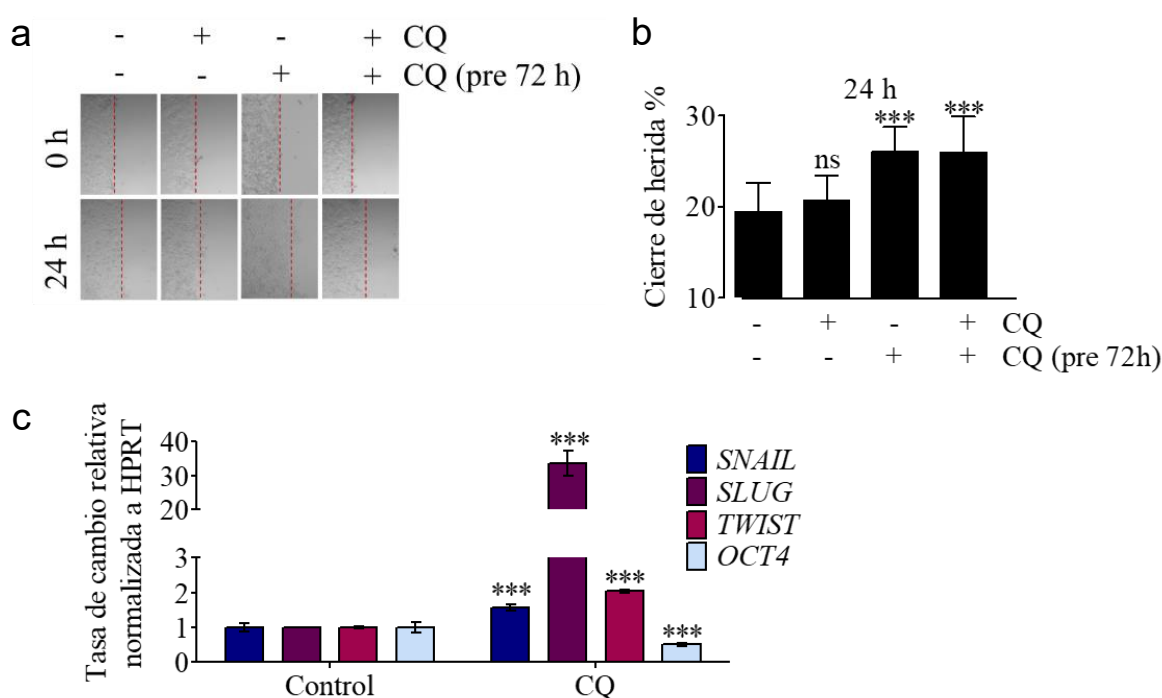 a
- + - + CQ
- - + + CQ (pre 72 h)
0 h
24 h
b
24 h
Cierre de herida %
30
20
10
ns
***
***
- + - + CQ
- - + + CQ (pre 72h)
c
Tasa de cambio relativa
normalizada a HPRT
40
30
20
3
2
1
0
***
***
***
***
Control
CQ
SNAIL
SLUG
TWIST
OCT4